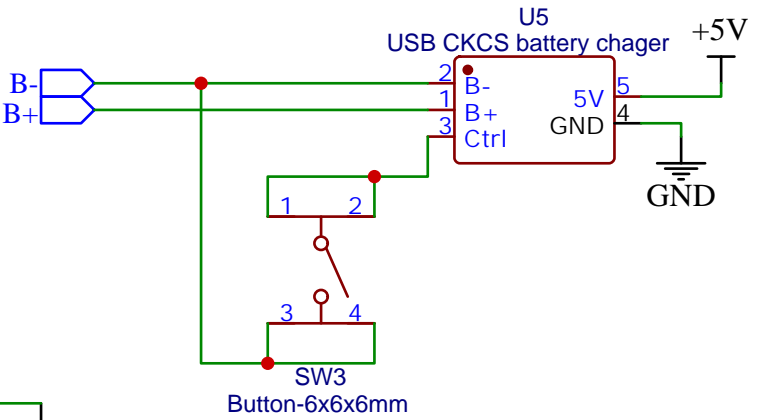 U5
USB CKCS battery chager
+5V
B-
B+
2
B-
1
B+
3
Ctrl
5V
5
GND
4
GND
1
2
3
4
SW3
Button-6x6x6mm